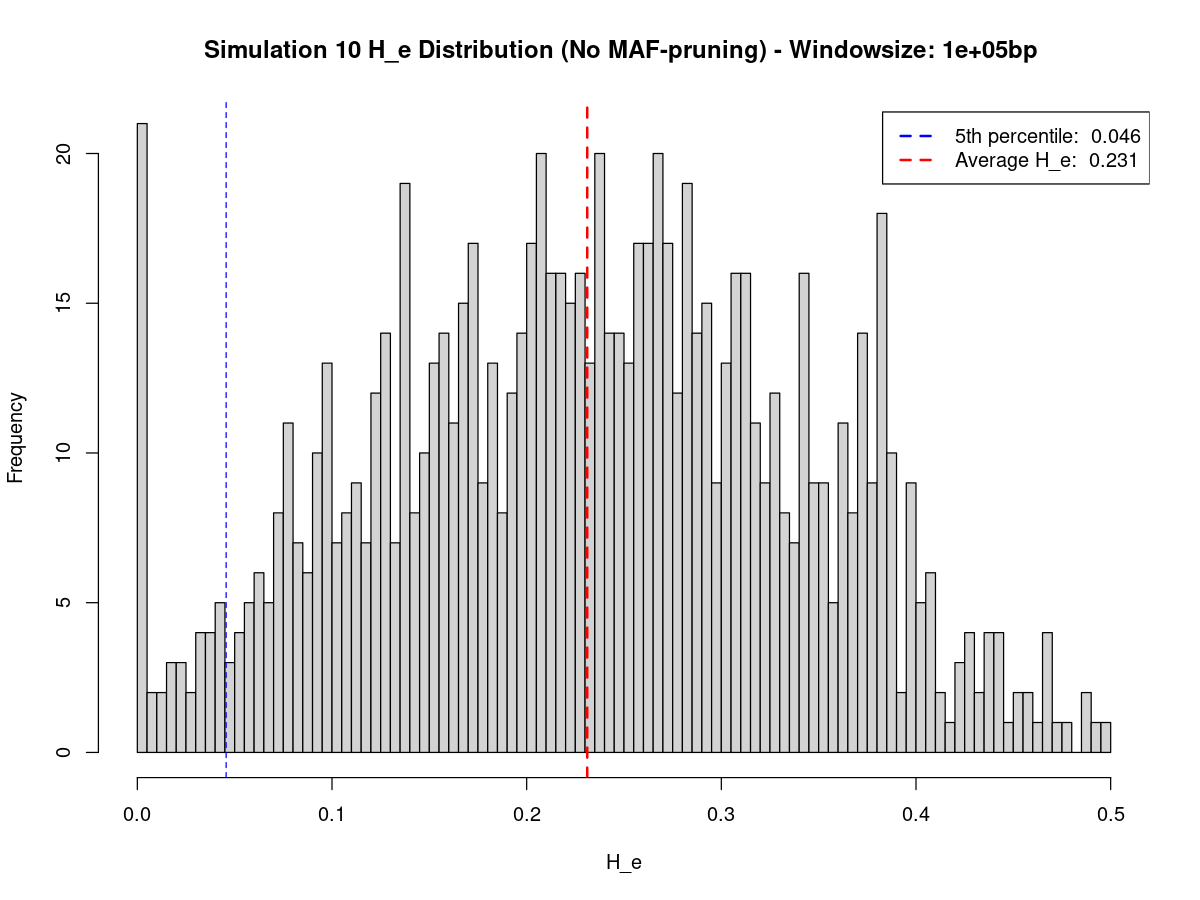 Simulation 10 H_e Distribution (No MAF-pruning) - Windowsize: 1e+05bp
5th percentile:  0.046
Average H_e:  0.231
Frequency
20
15
10
5
0
0.0 0.1 0.2 0.3 0.4 0.5
H_e